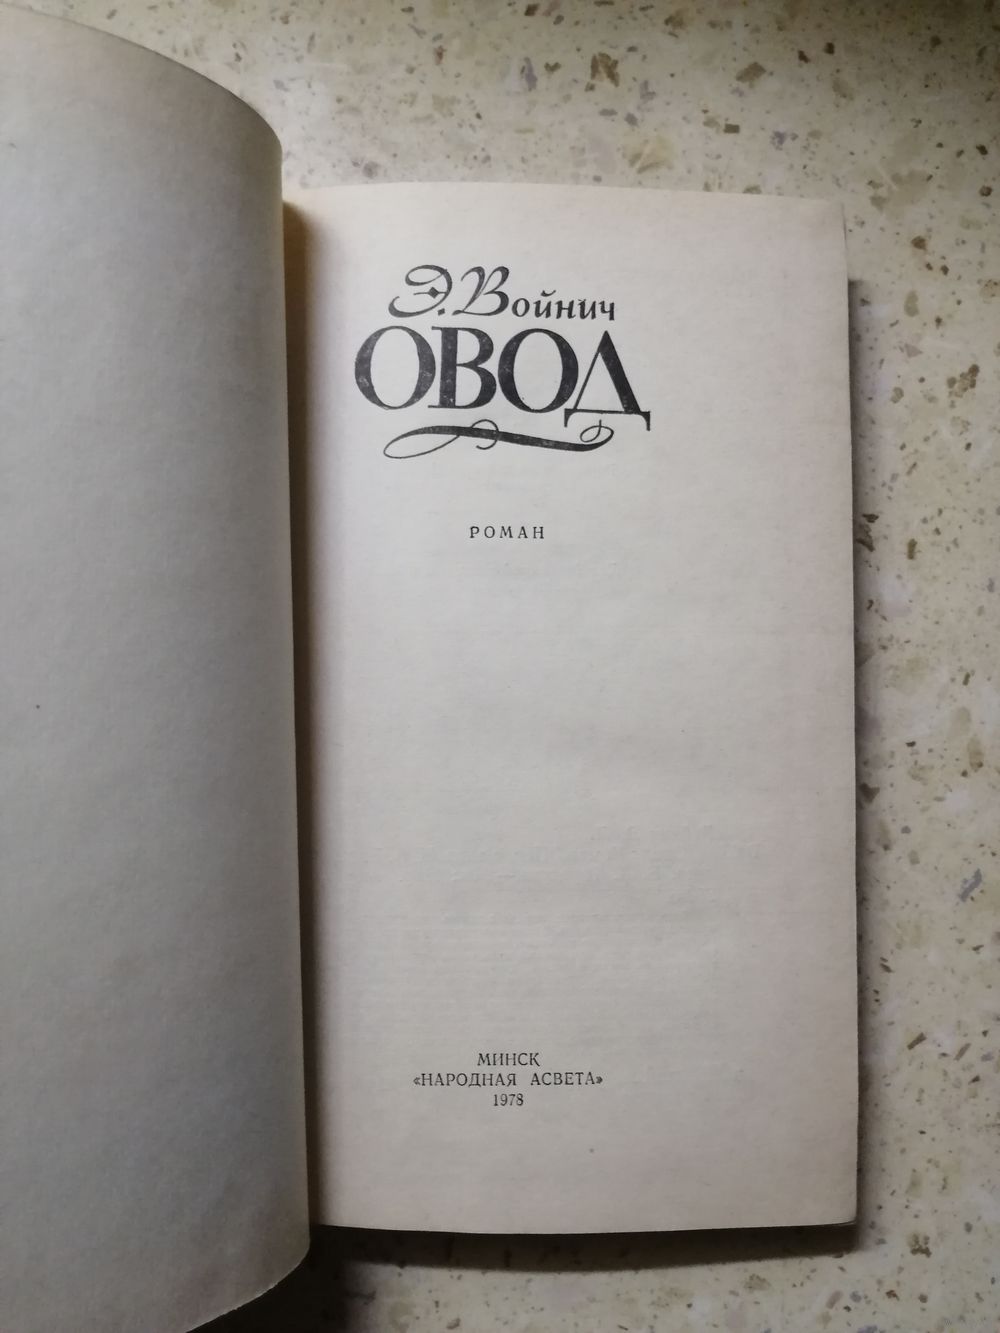 Э. Войнич
ОВОД
РОМАН
МИНСК
«НАРОДНАЯ АСВЕТА»
1978